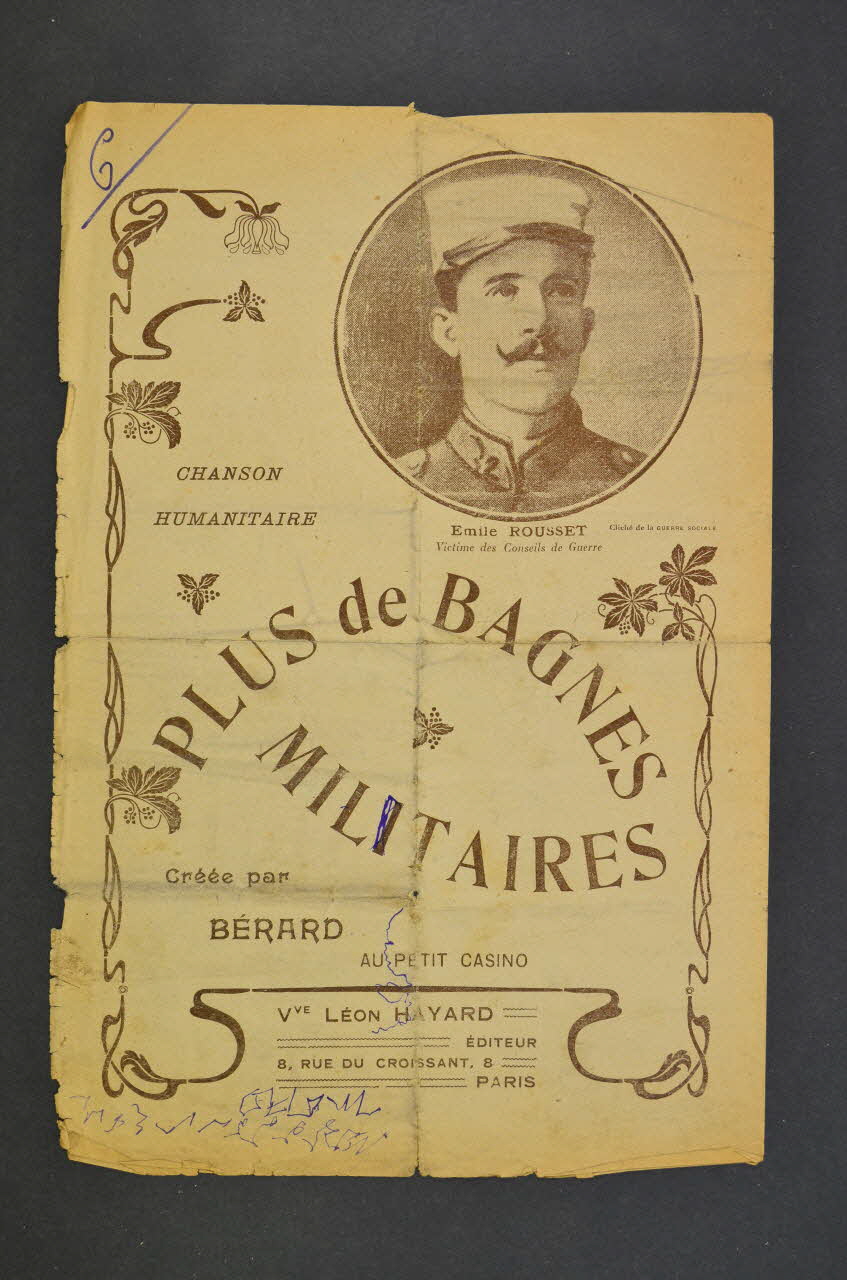 CHANSON
HUMANITAIRE
Emile ROUSSET
Cliché de la GUERRE SOCIALE
Victime des Conseils de Guerre
PLUS de BAGNES
MILITAIRES
Créée par
BÉRARD
AU PETIT CASINO
Vve LÉON HAYARD
ÉDITEUR
8, RUE DU CROISSANT, 8
PARIS